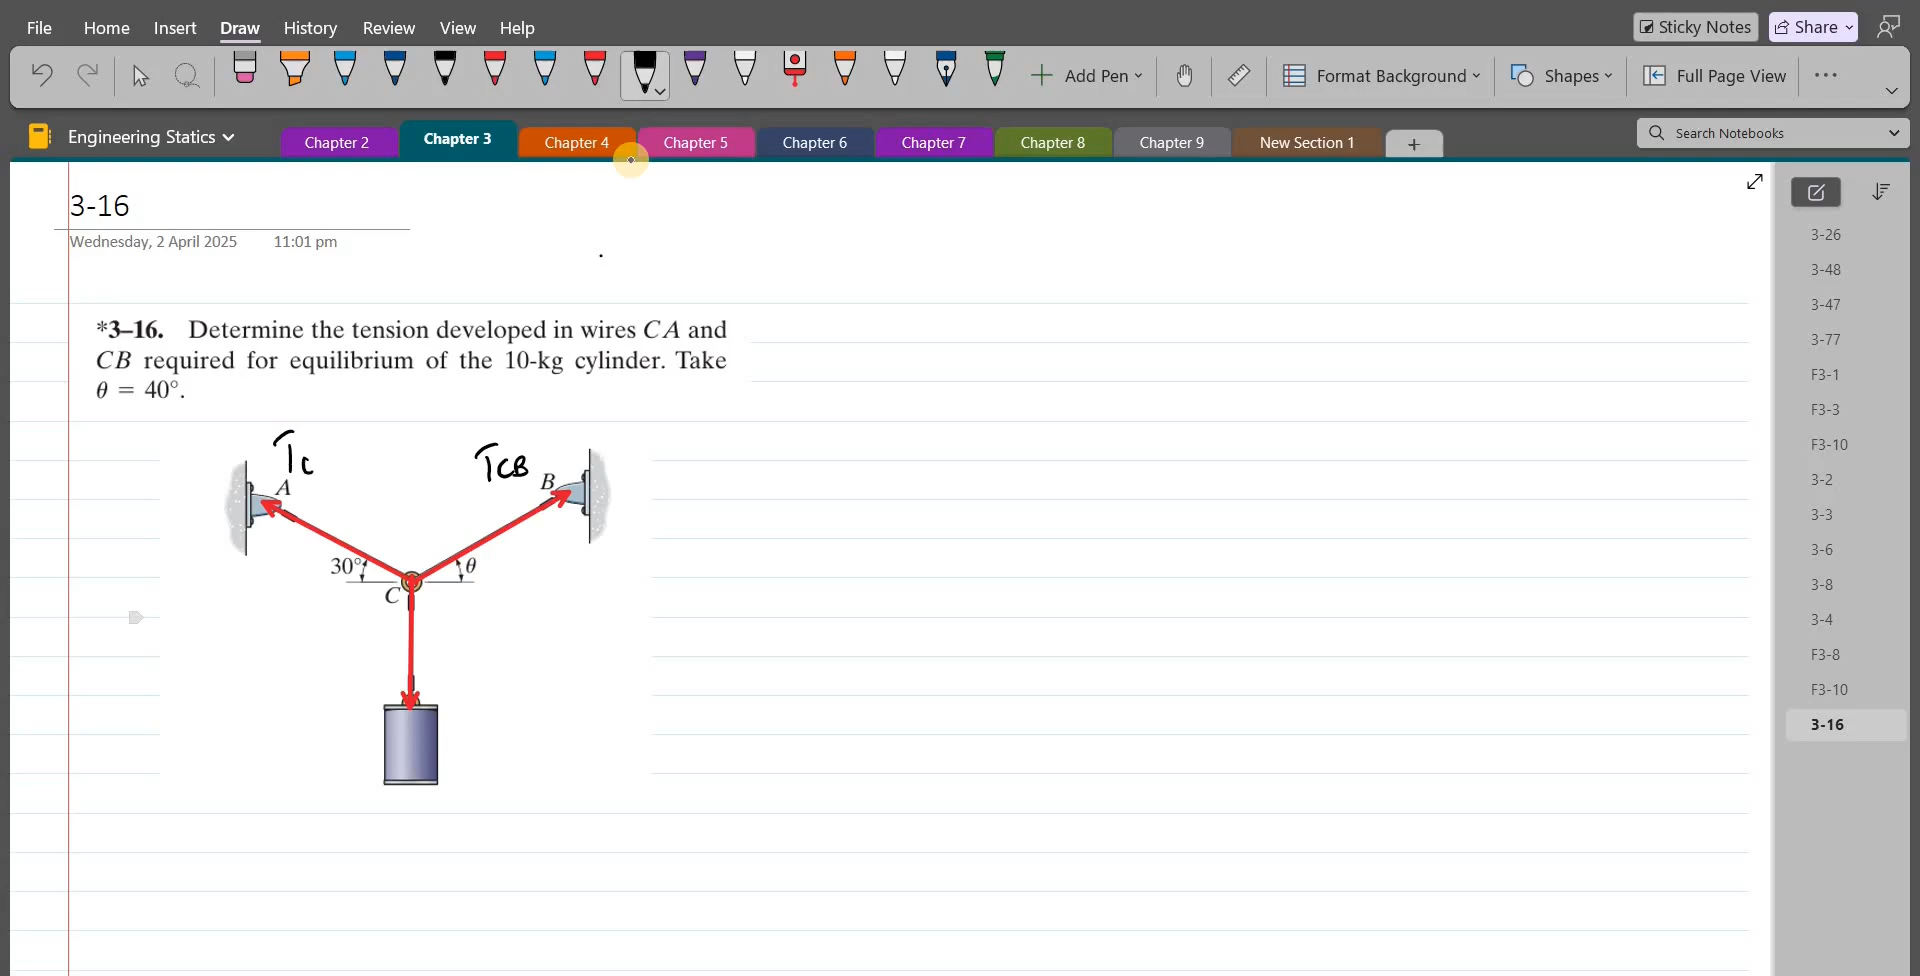 File Home Insert Draw History Review View Help Sticky Notes Share
Add Pen Format Background Shapes Full Page View
Engineering Statics Chapter 2 Chapter 3 Chapter 4 Chapter 5 Chapter 6 Chapter 7 Chapter 8 Chapter 9 New Section 1 + Search Notebooks
3-16
Wednesday, 2 April 2025 11:01 pm
*3–16. Determine the tension developed in wires CA and
CB required for equilibrium of the 10-kg cylinder. Take
θ = 40°.
TC TCB
A B
30° θ
C
3-26
3-48
3-47
3-77
F3-1
F3-3
F3-10
3-2
3-3
3-6
3-8
3-4
F3-8
F3-10
3-16